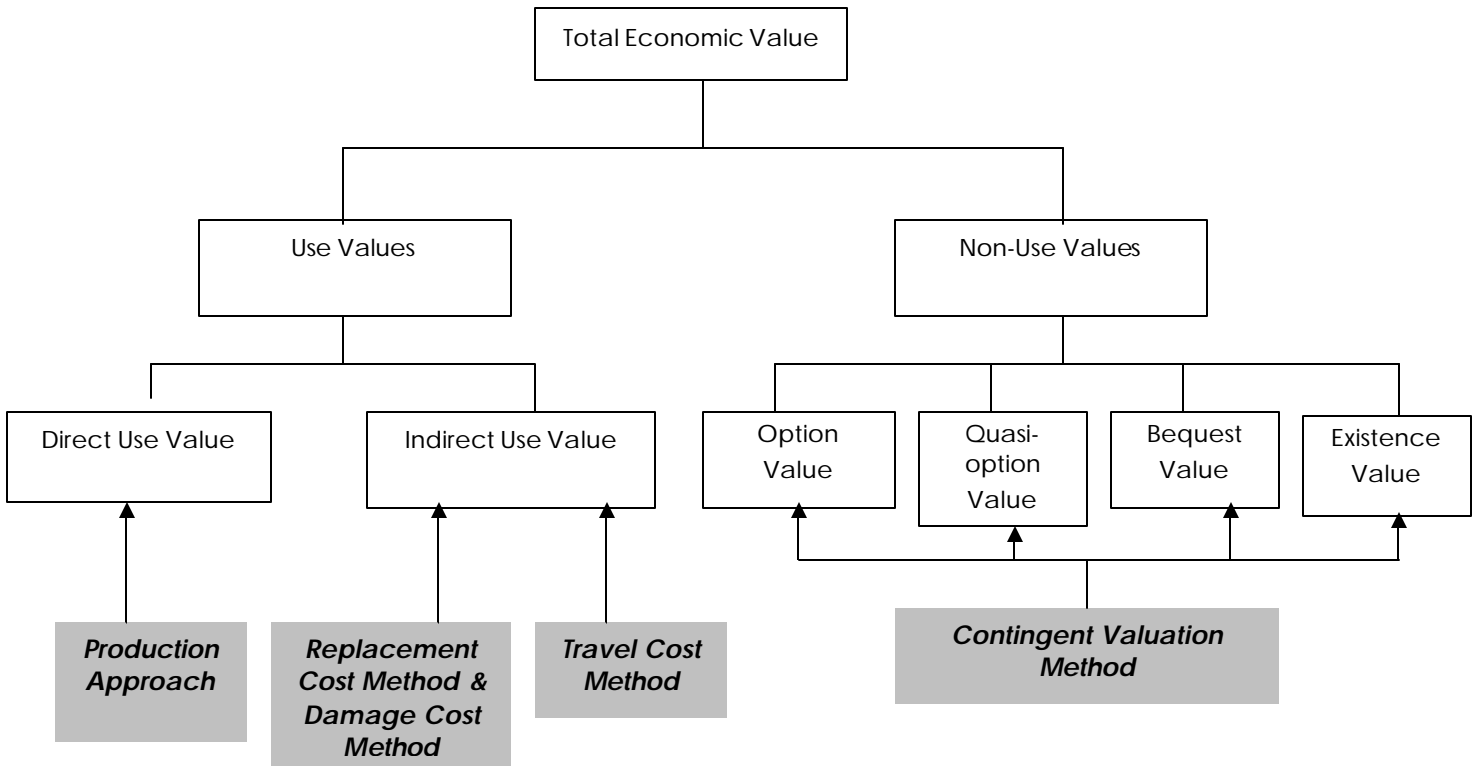 Total Economic Value
Use Values
Non-Use Values
Direct Use Value
Indirect Use Value
Option
Value
Quasi-
option
Value
Bequest
Value
Existence
Value
Production
Approach
Replacement
Cost Method &
Damage Cost
Method
Travel Cost
Method
Contingent Valuation
Method